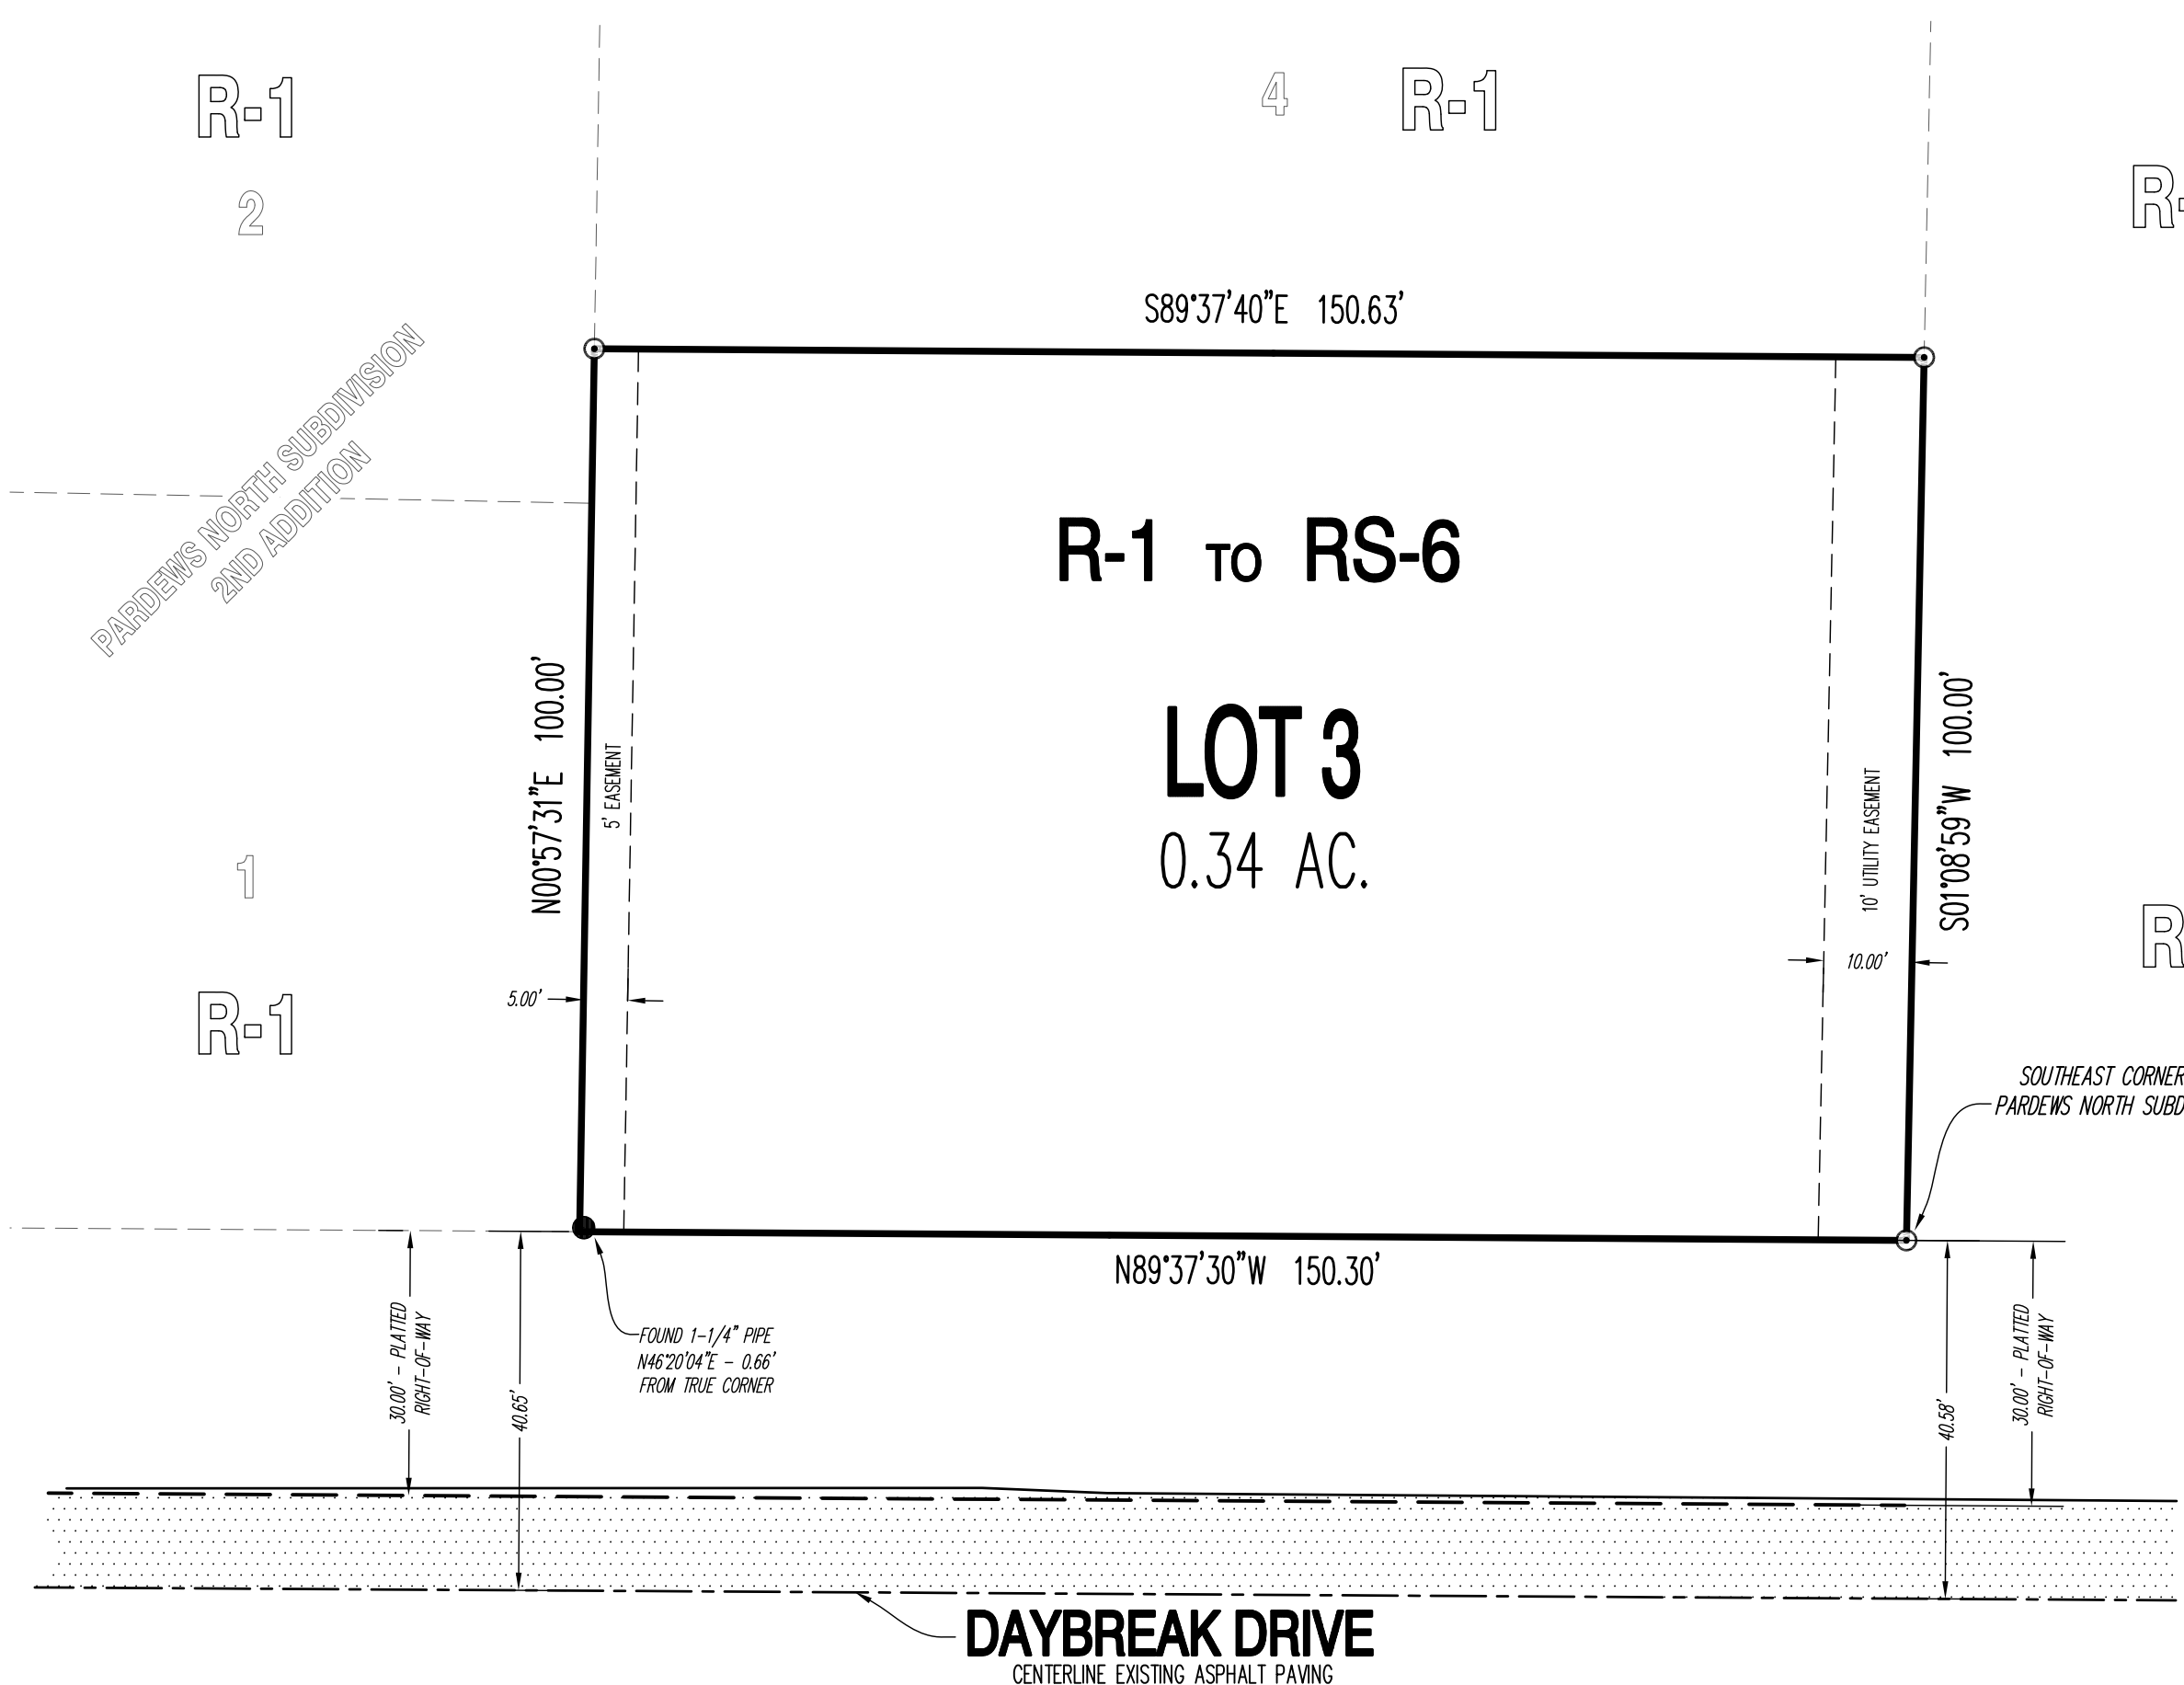 R-1
4 R-1
2
R-
S89°37'40"E 150.63'
PARDEWS NORTH SUBDIVISION
2ND ADDITION
R-1 TO RS-6
LOT 3
0.34 AC.
N00°57'31"E 100.00'
5' EASEMENT
10' UTILITY EASEMENT
S01°08'59"W 100.00'
1
R
10.00'
5.00'
R-1
SOUTHEAST CORNER
PARDEWS NORTH SUBD
N89°37'30"W 150.30'
FOUND 1-1/4" PIPE
N46°20'04"E - 0.66'
FROM TRUE CORNER
30.00' - PLATTED
RIGHT-OF-WAY
40.65'
40.58'
30.00' - PLATTED
RIGHT-OF-WAY
DAYBREAK DRIVE
CENTERLINE EXISTING ASPHALT PAVING